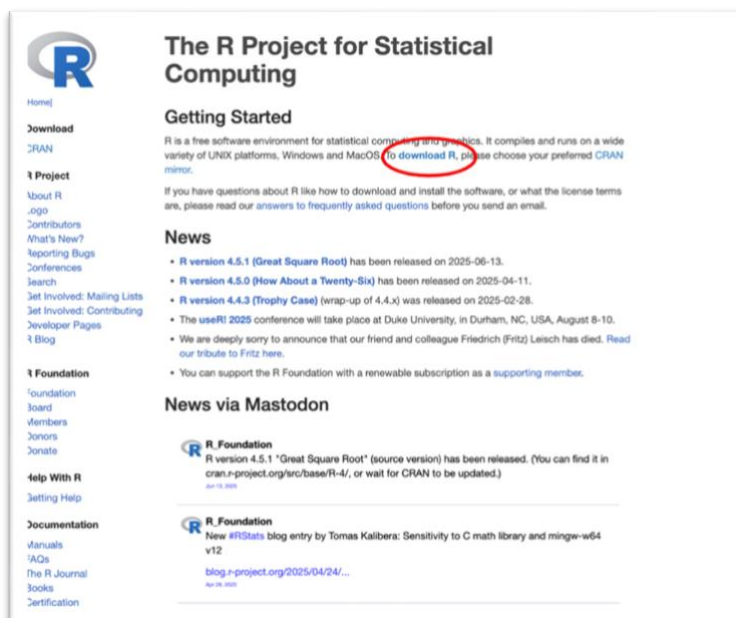 R
Home]
Download
CRAN
R Project
About R
Logo
Contributors
What's New?
Reporting Bugs
Conferences
Search
Get Involved: Mailing Lists
Get Involved: Contributing
Developer Pages
R Blog
R Foundation
Foundation
Board
Members
Donors
Donate
Help With R
Getting Help
Documentation
Manuals
FAQs
The R Journal
Books
Certification
The R Project for Statistical
Computing
Getting Started
R is a free software environment for statistical computing and graphics. It compiles and runs on a wide
variety of UNIX platforms, Windows and MacOS. To download R, please choose your preferred CRAN
mirror.
If you have questions about R like how to download and install the software, or what the license terms
are, please read our answers to frequently asked questions before you send an email.
News
• R version 4.5.1 (Great Square Root) has been released on 2025-06-13.
• R version 4.5.0 (How About a Twenty-Six) has been released on 2025-04-11.
• R version 4.4.3 (Trophy Case) (wrap-up of 4.4.x) was released on 2025-02-28.
• The useR! 2025 conference will take place at Duke University, in Durham, NC, USA, August 8-10.
• We are deeply sorry to announce that our friend and colleague Friedrich (Fritz) Leisch has died. Read
our tribute to Fritz here.
• You can support the R Foundation with a renewable subscription as a supporting member.
News via Mastodon
R
R_Foundation
R version 4.5.1 "Great Square Root" (source version) has been released. (You can find it in
cran.r-project.org/src/base/R-4/, or wait for CRAN to be updated.)
Jun 13, 2025
R
R_Foundation
New #RStats blog entry by Tomas Kalibera: Sensitivity to C math library and mingw-w64
v12
blog.r-project.org/2025/04/24/...
Apr 2025